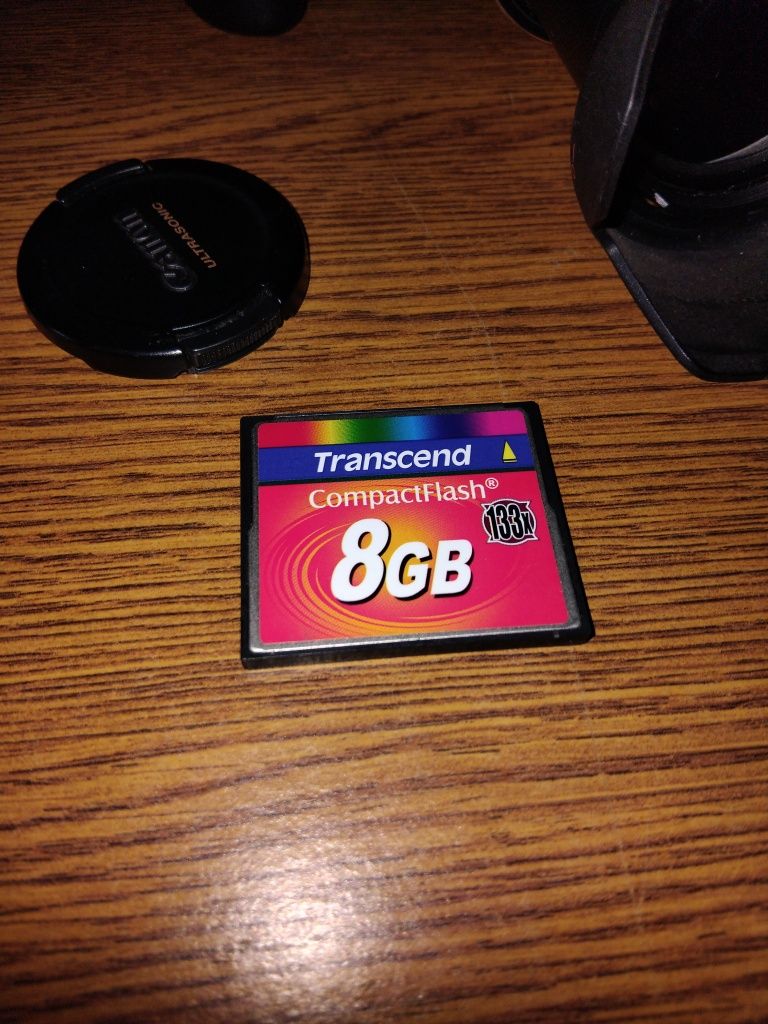 Canon
ULTRASONIC
Transcend
CompactFlash®
133x
8GB